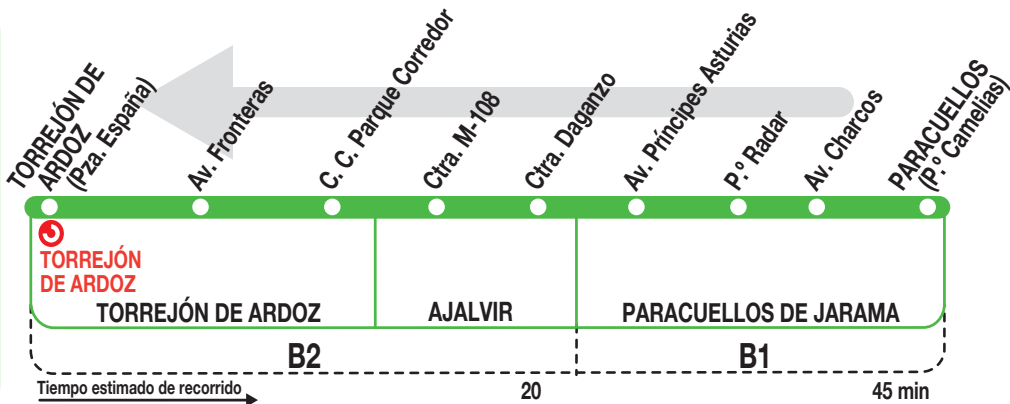 TORREJÓN DE
ARDOZ
(Pza. España)
Av. Fronteras
C. C. Parque Corredor
Ctra. M-108
Ctra. Daganzo
Av. Príncipes Asturias
P.º Radar
Av. Charcos
PARACUELLOS
(P.º Camelias)
TORREJÓN
DE ARDOZ
TORREJÓN DE ARDOZ
AJALVIR
PARACUELLOS DE JARAMA
B2
B1
Tiempo estimado de recorrido
20
45 min